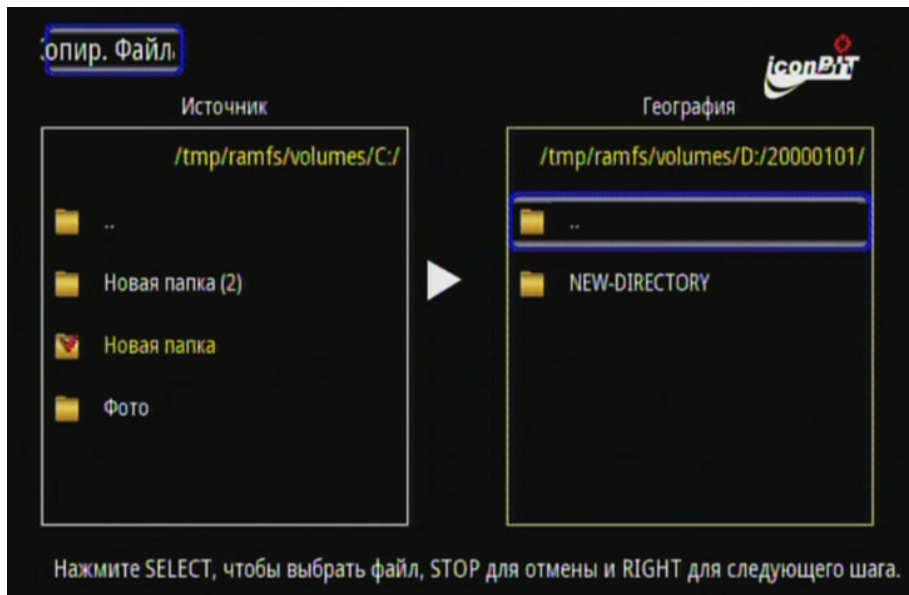 опир. Файла
iconBIT
Источник
География
/tmp/ramfs/volumes/C:/
/tmp/ramfs/volumes/D:/20000101/
..
..
Новая папка (2)
NEW-DIRECTORY
Новая папка
Фото
Нажмите SELECT, чтобы выбрать файл, STOP для отмены и RIGHT для следующего шага.